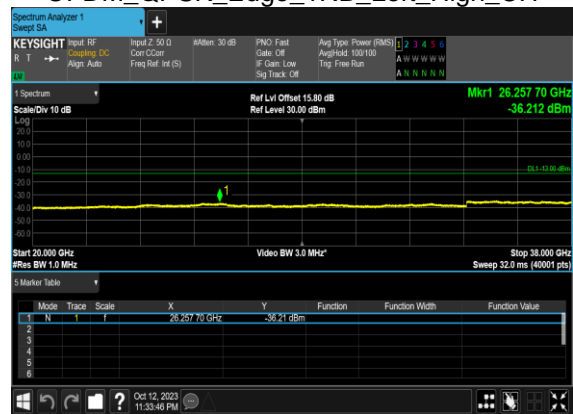 Spectrum Analyzer 1
Swept SA
+
KEYSIGHT Input: RF Input Z: 50 Ω #Atten: 30 dB PNO: Fast Avg Type: Power (RMS) 1 2 3 4 5 6
R T Coupling: DC Corr CCorr Gate: Off Avg|Hold: 100/100 A W W W W W
Align: Auto Freq Ref: Int (S) IF Gain: Low Trig: Free Run
LW Sig Track: Off A N N N N N
1 Spectrum Ref Lvl Offset 15.80 dB Mkr1 26.257 70 GHz
Scale/Div 10 dB Ref Level 30.00 dBm -36.212 dBm
Log
20.0
10.0
0.00
-10.0 DL1 -13.00 dBm
-20.0
-30.0 1
-40.0
-50.0
-60.0
Start 20.000 GHz Video BW 3.0 MHz* Stop 38.000 GHz
#Res BW 1.0 MHz Sweep 32.0 ms (40001 pts)
5 Marker Table
Mode Trace Scale X Y Function Function Width Function Value
1 N 1 f 26.257 70 GHz -36.21 dBm
2
3
4
5
6
? Oct 12, 2023
11:33:46 PM